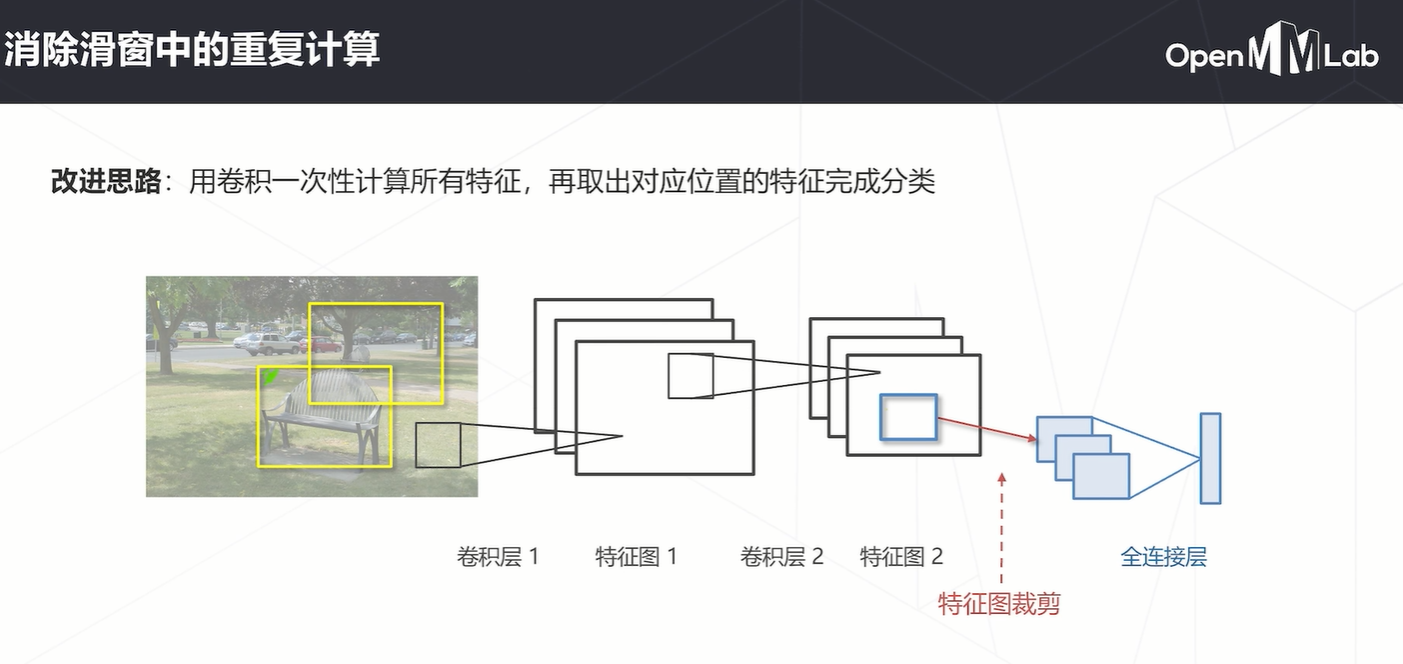 消除滑窗中的重复计算
OpenMMLab
改进思路：用卷积一次性计算所有特征，再取出对应位置的特征完成分类
卷积层 1
特征图 1
卷积层 2
特征图 2
全连接层
特征图裁剪